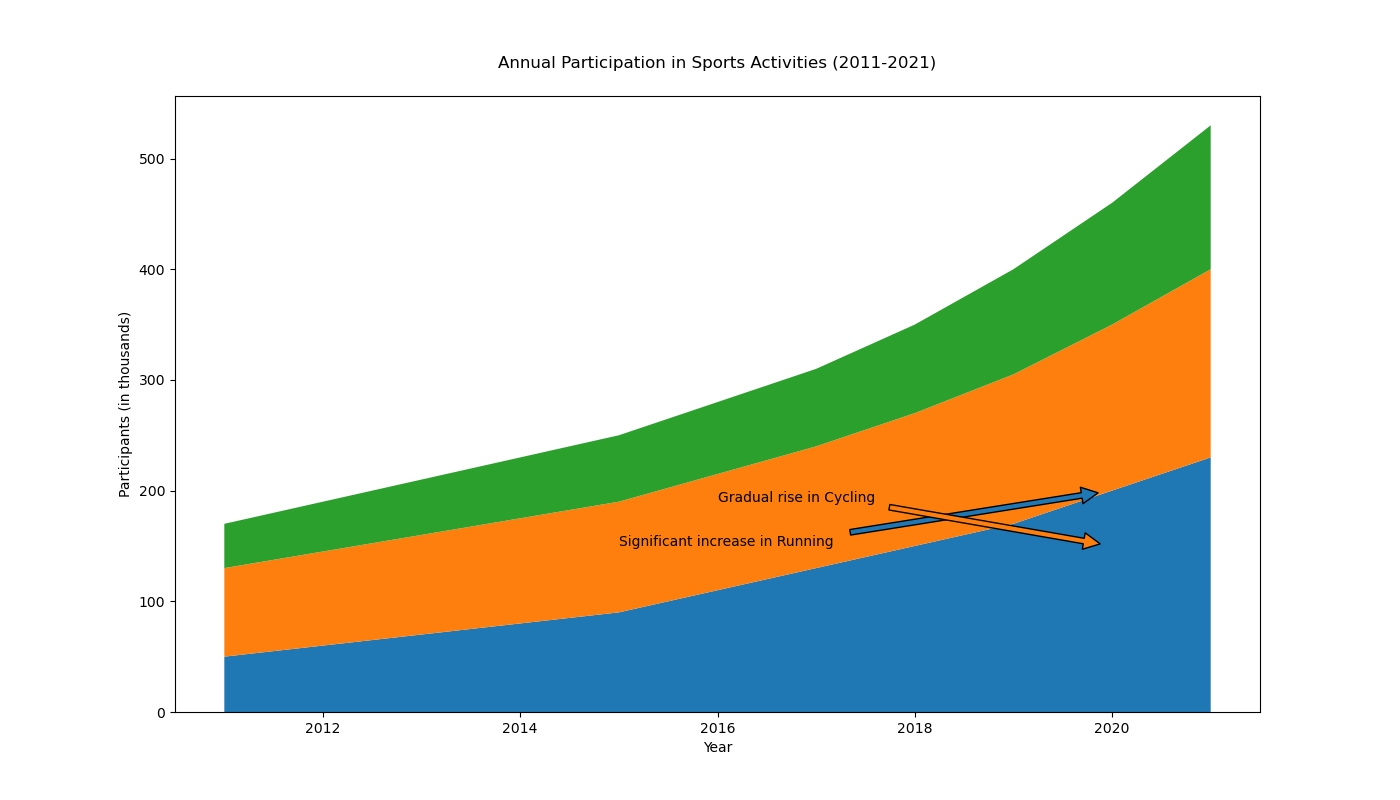 Annual Participation in Sports Activities (2011-2021)
Participants (in thousands)
500
400
300
200
100
0
Gradual rise in Cycling
Significant increase in Running
2012
2014
2016
2018
2020
Year